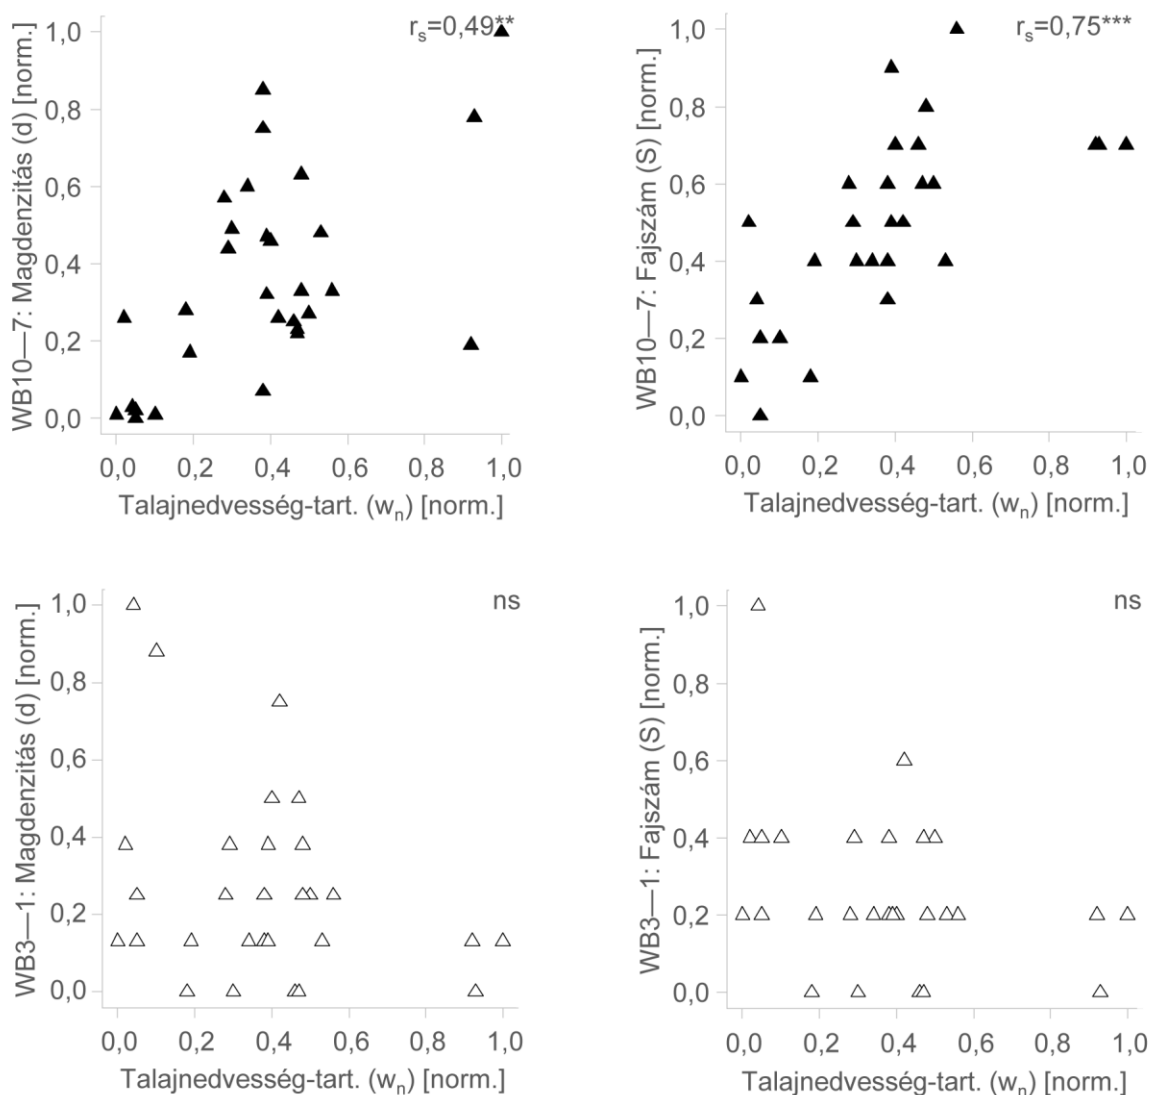 r_s=0,49**
WB10—7: Magdenzitás (d) [norm.]
1,0
0,8
0,6
0,4
0,2
0,0
0,0 0,2 0,4 0,6 0,8 1,0
Talajnedvesség-tart. (w_n) [norm.]
r_s=0,75***
WB10—7: Fajszám (S) [norm.]
1,0
0,8
0,6
0,4
0,2
0,0
0,0 0,2 0,4 0,6 0,8 1,0
Talajnedvesség-tart. (w_n) [norm.]
ns
WB3—1: Magdenzitás (d) [norm.]
1,0
0,8
0,6
0,4
0,2
0,0
0,0 0,2 0,4 0,6 0,8 1,0
Talajnedvesség-tart. (w_n) [norm.]
ns
WB3—1: Fajszám (S) [norm.]
1,0
0,8
0,6
0,4
0,2
0,0
0,0 0,2 0,4 0,6 0,8 1,0
Talajnedvesség-tart. (w_n) [norm.]